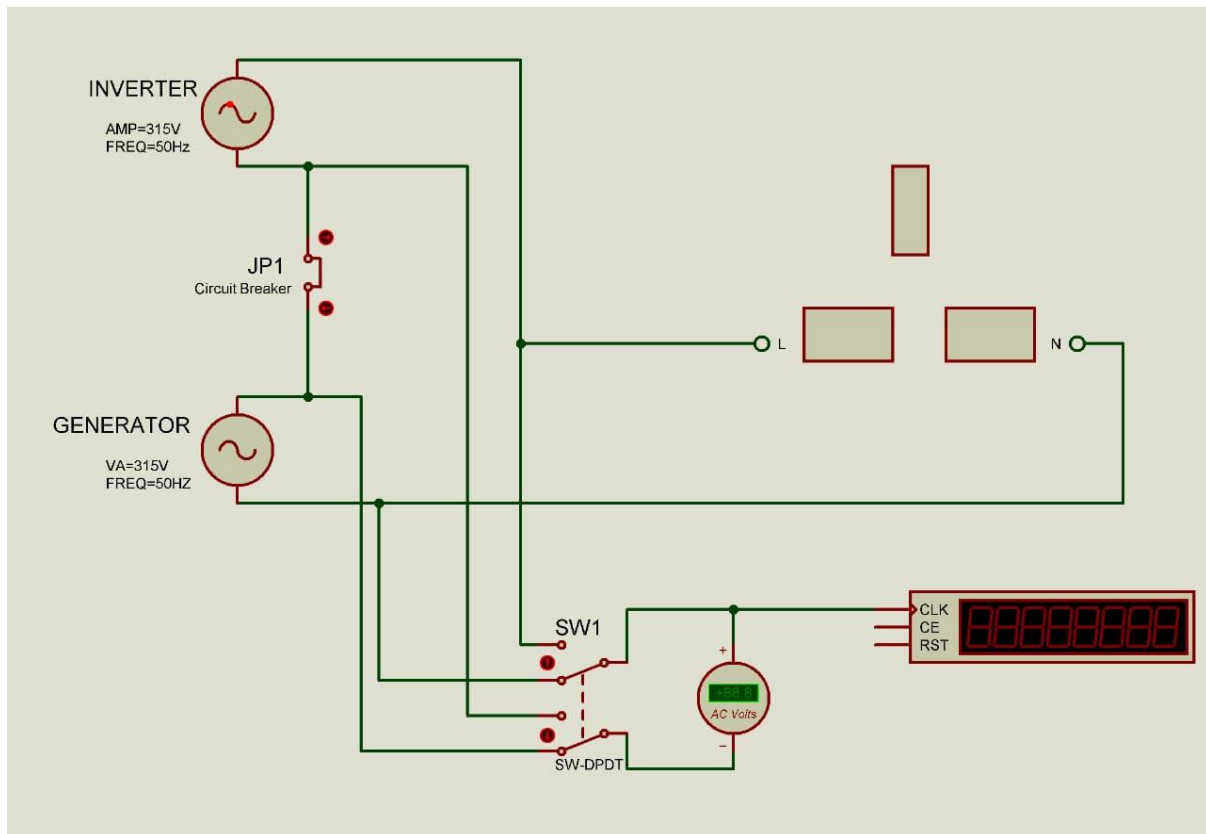 INVERTER
AMP=315V
FREQ=50Hz
JP1
Circuit Breaker
L
N
GENERATOR
VA=315V
FREQ=50HZ
SW1
SW-DPDT
+
+88.8
AC Volts
−
CLK
CE
RST
88888888